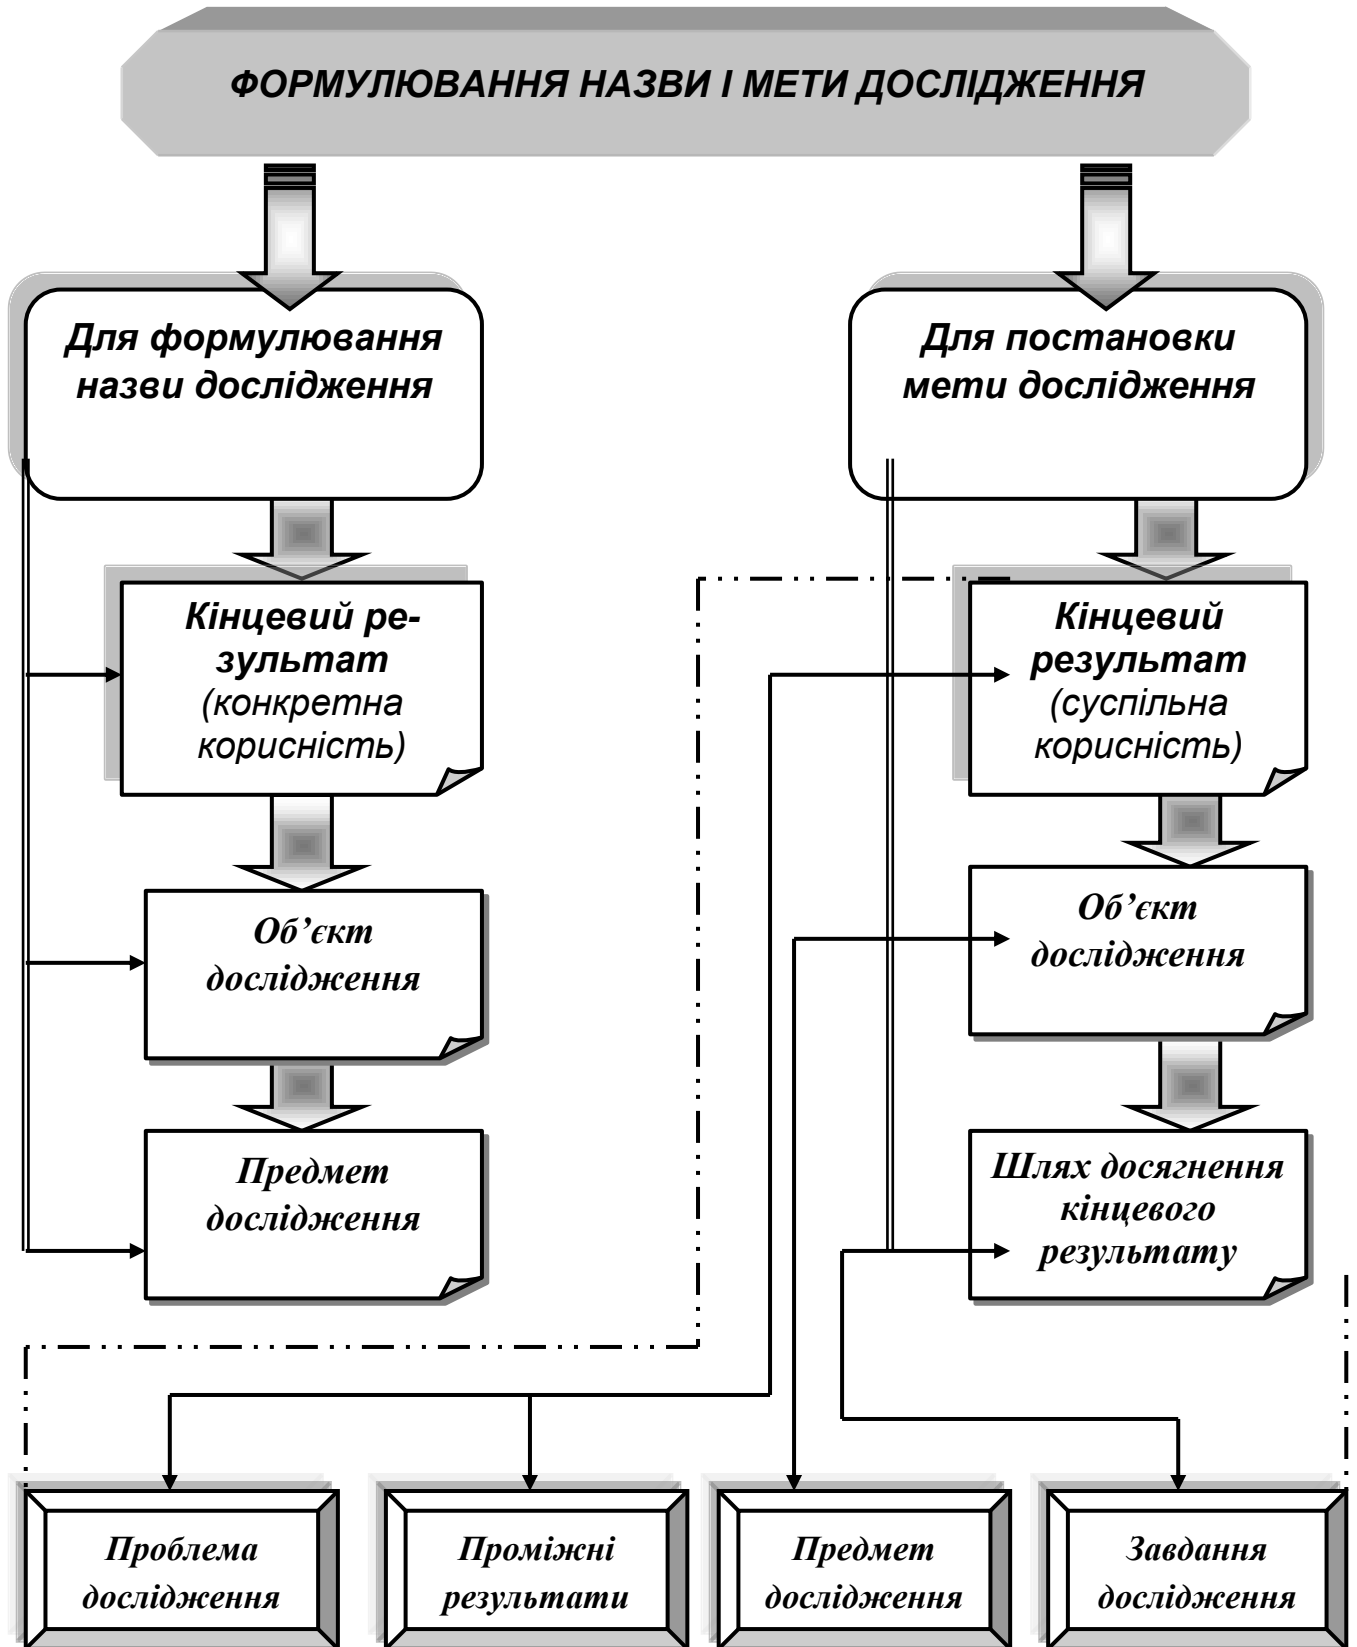 ФОРМУЛЮВАННЯ НАЗВИ І МЕТИ ДОСЛІДЖЕННЯ
Для формулювання
назви дослідження
Для постановки
мети дослідження
Кінцевий ре-
зультат
(конкретна
корисність)
Кінцевий
результат
(суспільна
корисність)
Об’єкт
дослідження
Об’єкт
дослідження
Предмет
дослідження
Шлях досягнення
кінцевого
результату
Проблема
дослідження
Проміжні
результати
Предмет
дослідження
Завдання
дослідження